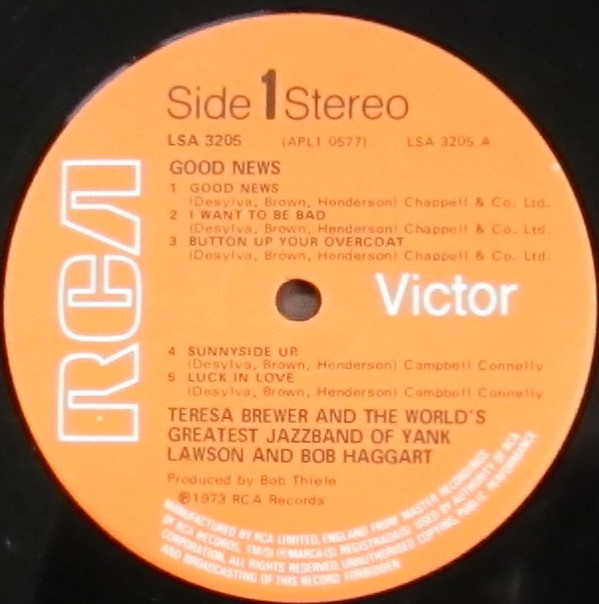 Side 1 Stereo
LSA 3205 (APL1 0577) LSA 3205 A
GOOD NEWS
1 GOOD NEWS
(Desylva, Brown, Henderson) Chappell & Co. Ltd.
2 I WANT TO BE BAD
(Desylva, Brown, Henderson) Chappell & Co. Ltd.
3 BUTTON UP YOUR OVERCOAT
(Desylva, Brown, Henderson) Chappell & Co. Ltd.
RCA
Victor
4 SUNNYSIDE UP
(Desylva, Brown, Henderson) Campbell Connelly
5 LUCK IN LOVE
(Desylva, Brown, Henderson) Campbell Connelly
TERESA BREWER AND THE WORLD'S
GREATEST JAZZBAND OF YANK
LAWSON AND BOB HAGGART
Produced by Bob Thiele
℗1973 RCA Records
MANUFACTURED BY RCA LIMITED, ENGLAND FROM MASTER RECORDINGS
OF RCA RECORDS. TM(S) ® MARCA(S) REGISTRADA(S) USED BY AUTHORITY OF RCA
CORPORATION. ALL RIGHTS RESERVED. UNAUTHORISED COPYING, PUBLIC PERFORMANCE
AND BROADCASTING OF THIS RECORD FORBIDDEN